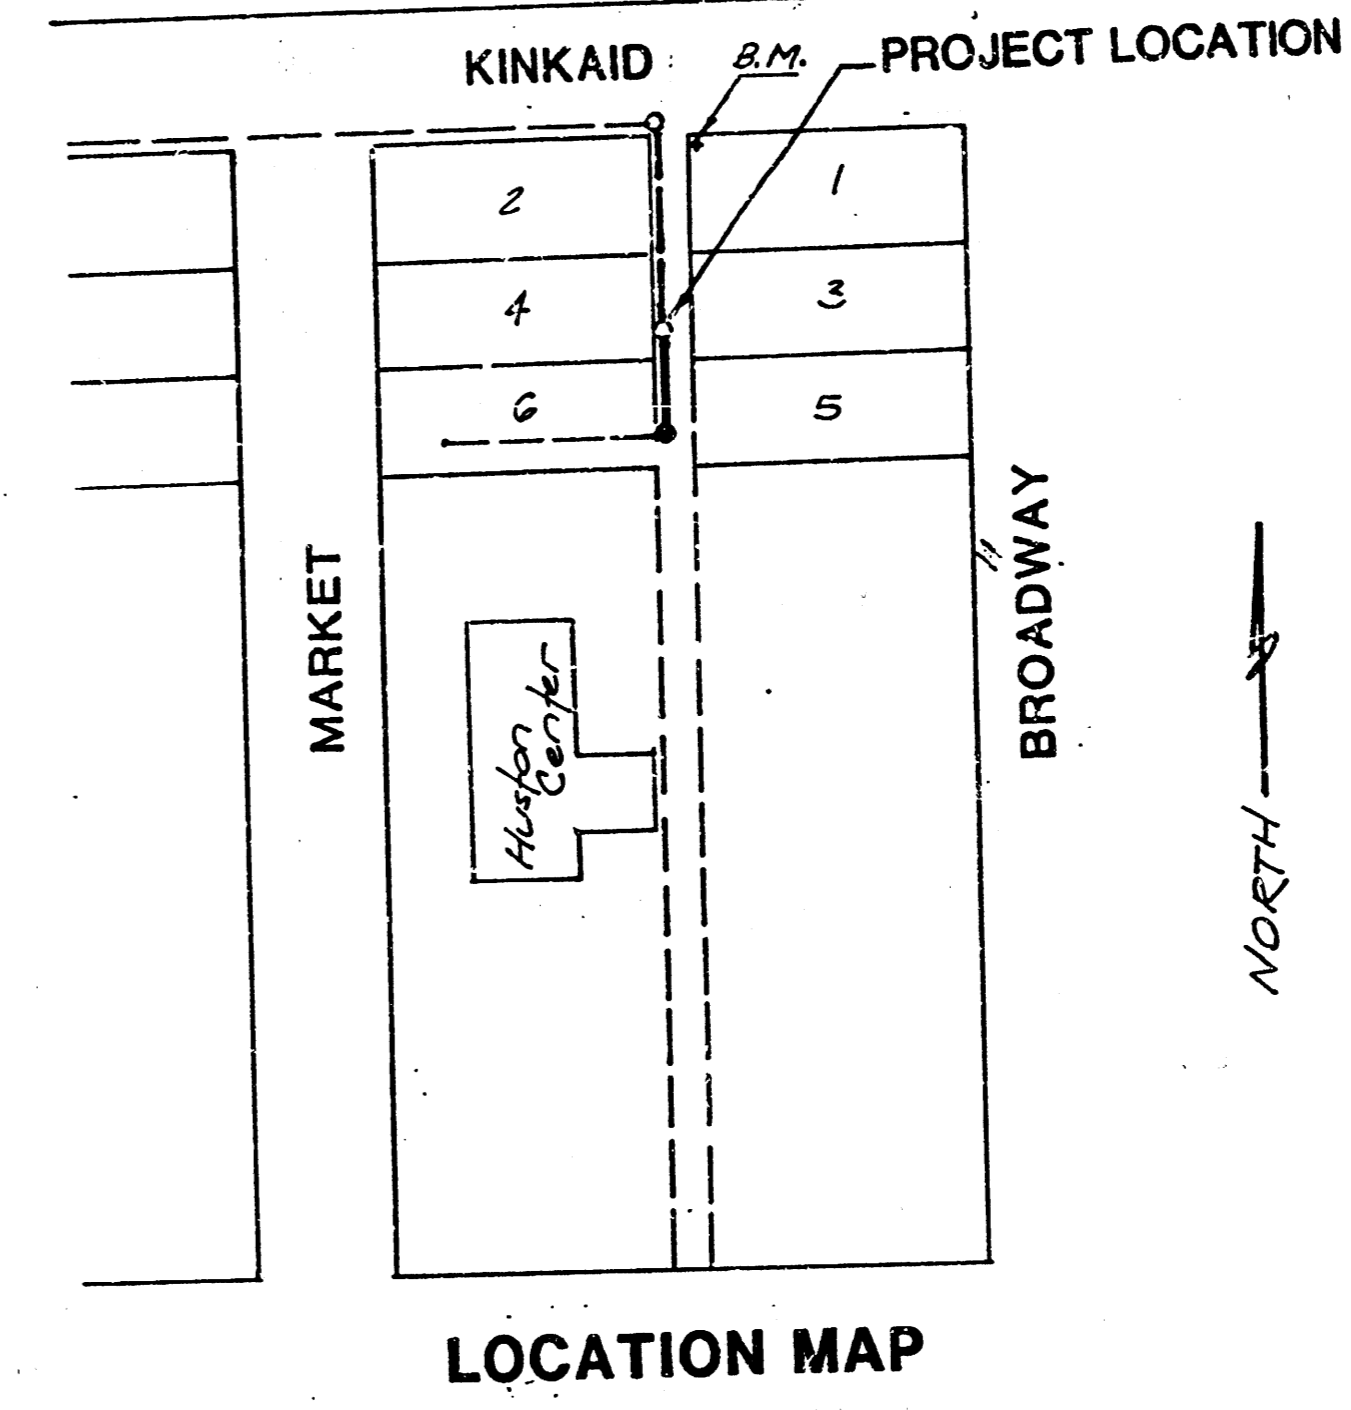 KINKAID
B.M.
PROJECT LOCATION
2
1
4
3
6
5
MARKET
BROADWAY
Huston
Center
NORTH
LOCATION MAP